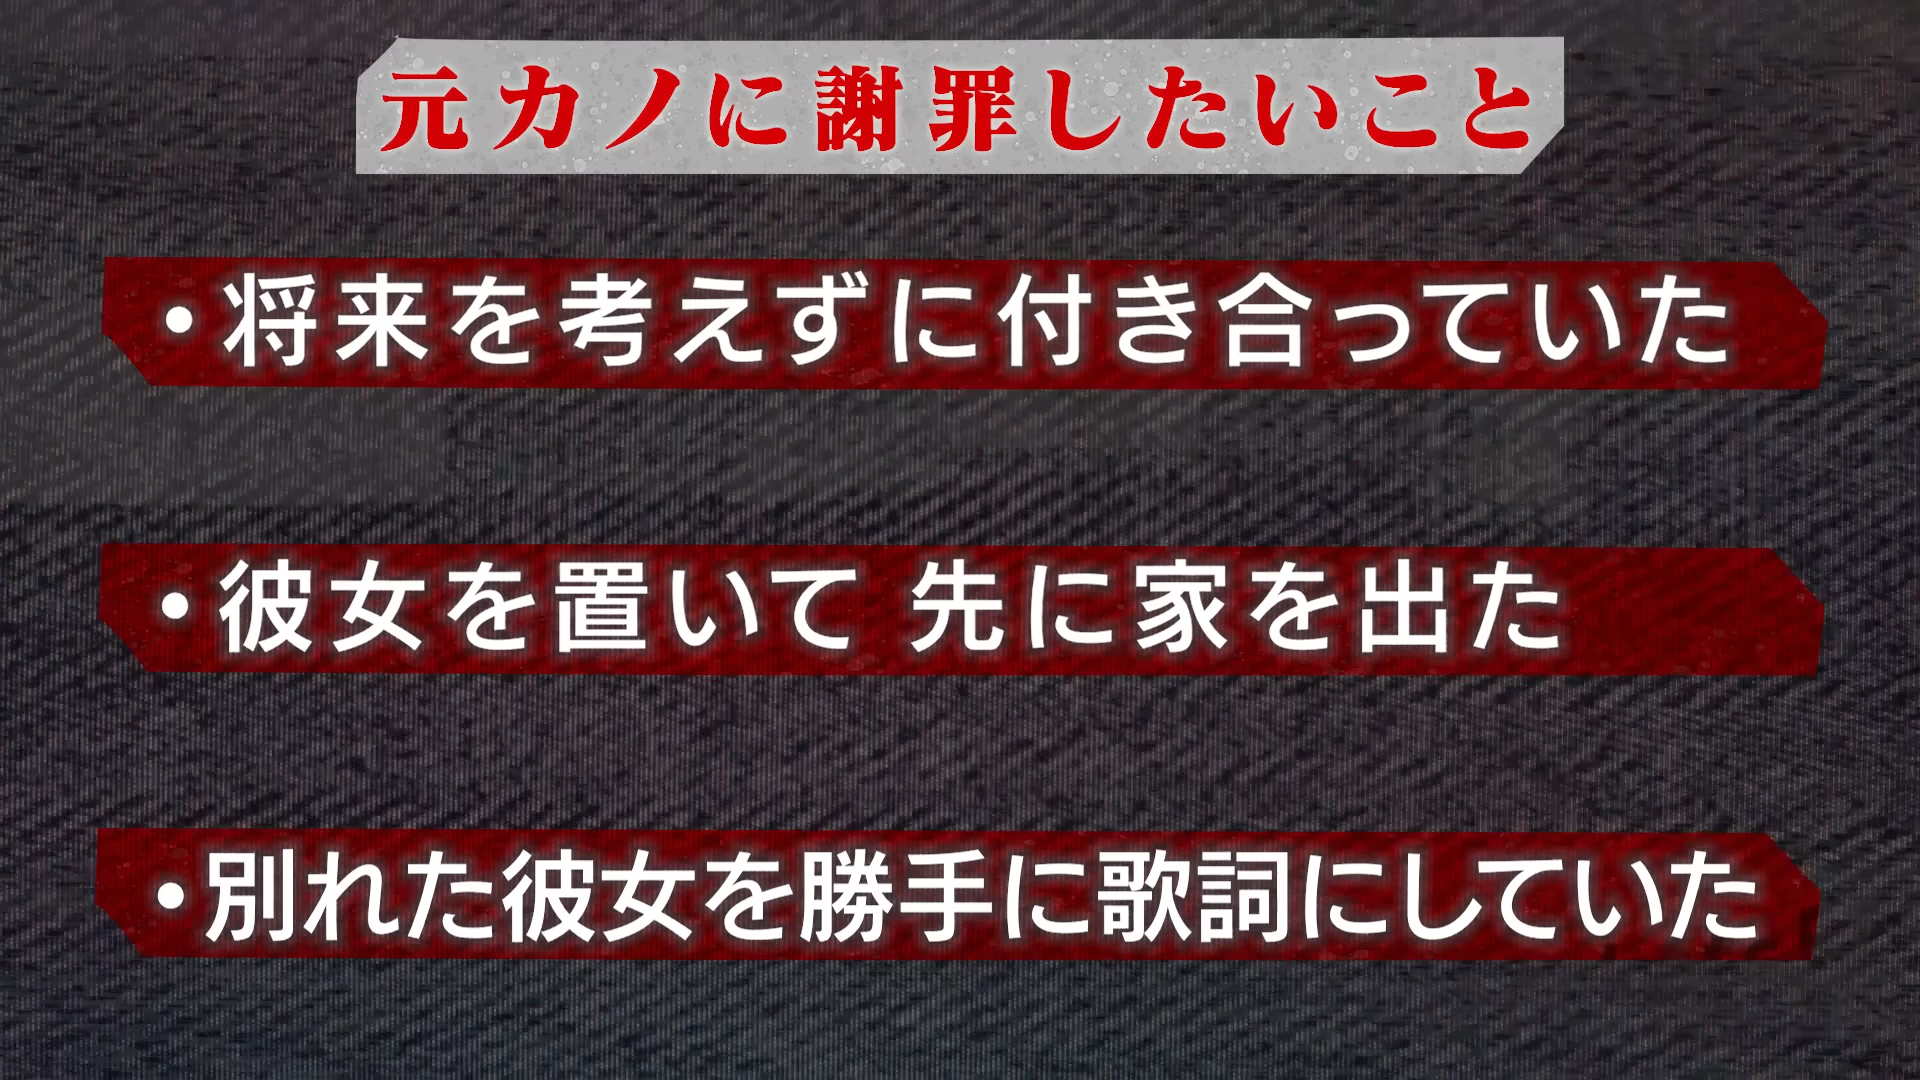 元カノに謝罪したいこと
・将来を考えずに付き合っていた
・彼女を置いて 先に家を出た
・別れた彼女を勝手に歌詞にしていた